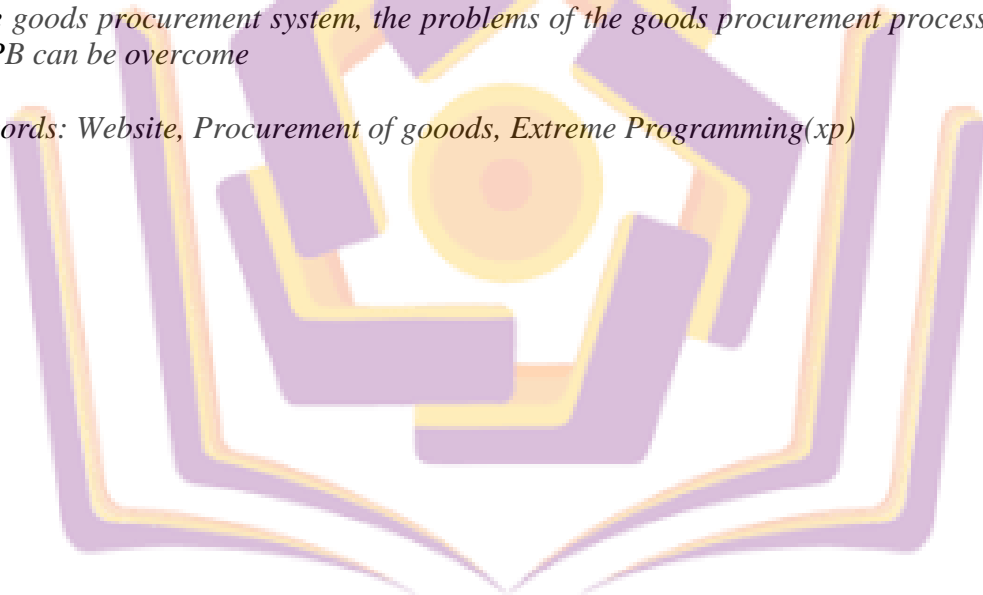 goods procurement system, the problems of the goods procurement process
PB can be overcome
ords: Website, Procurement of gooods, Extreme Programming(xp)